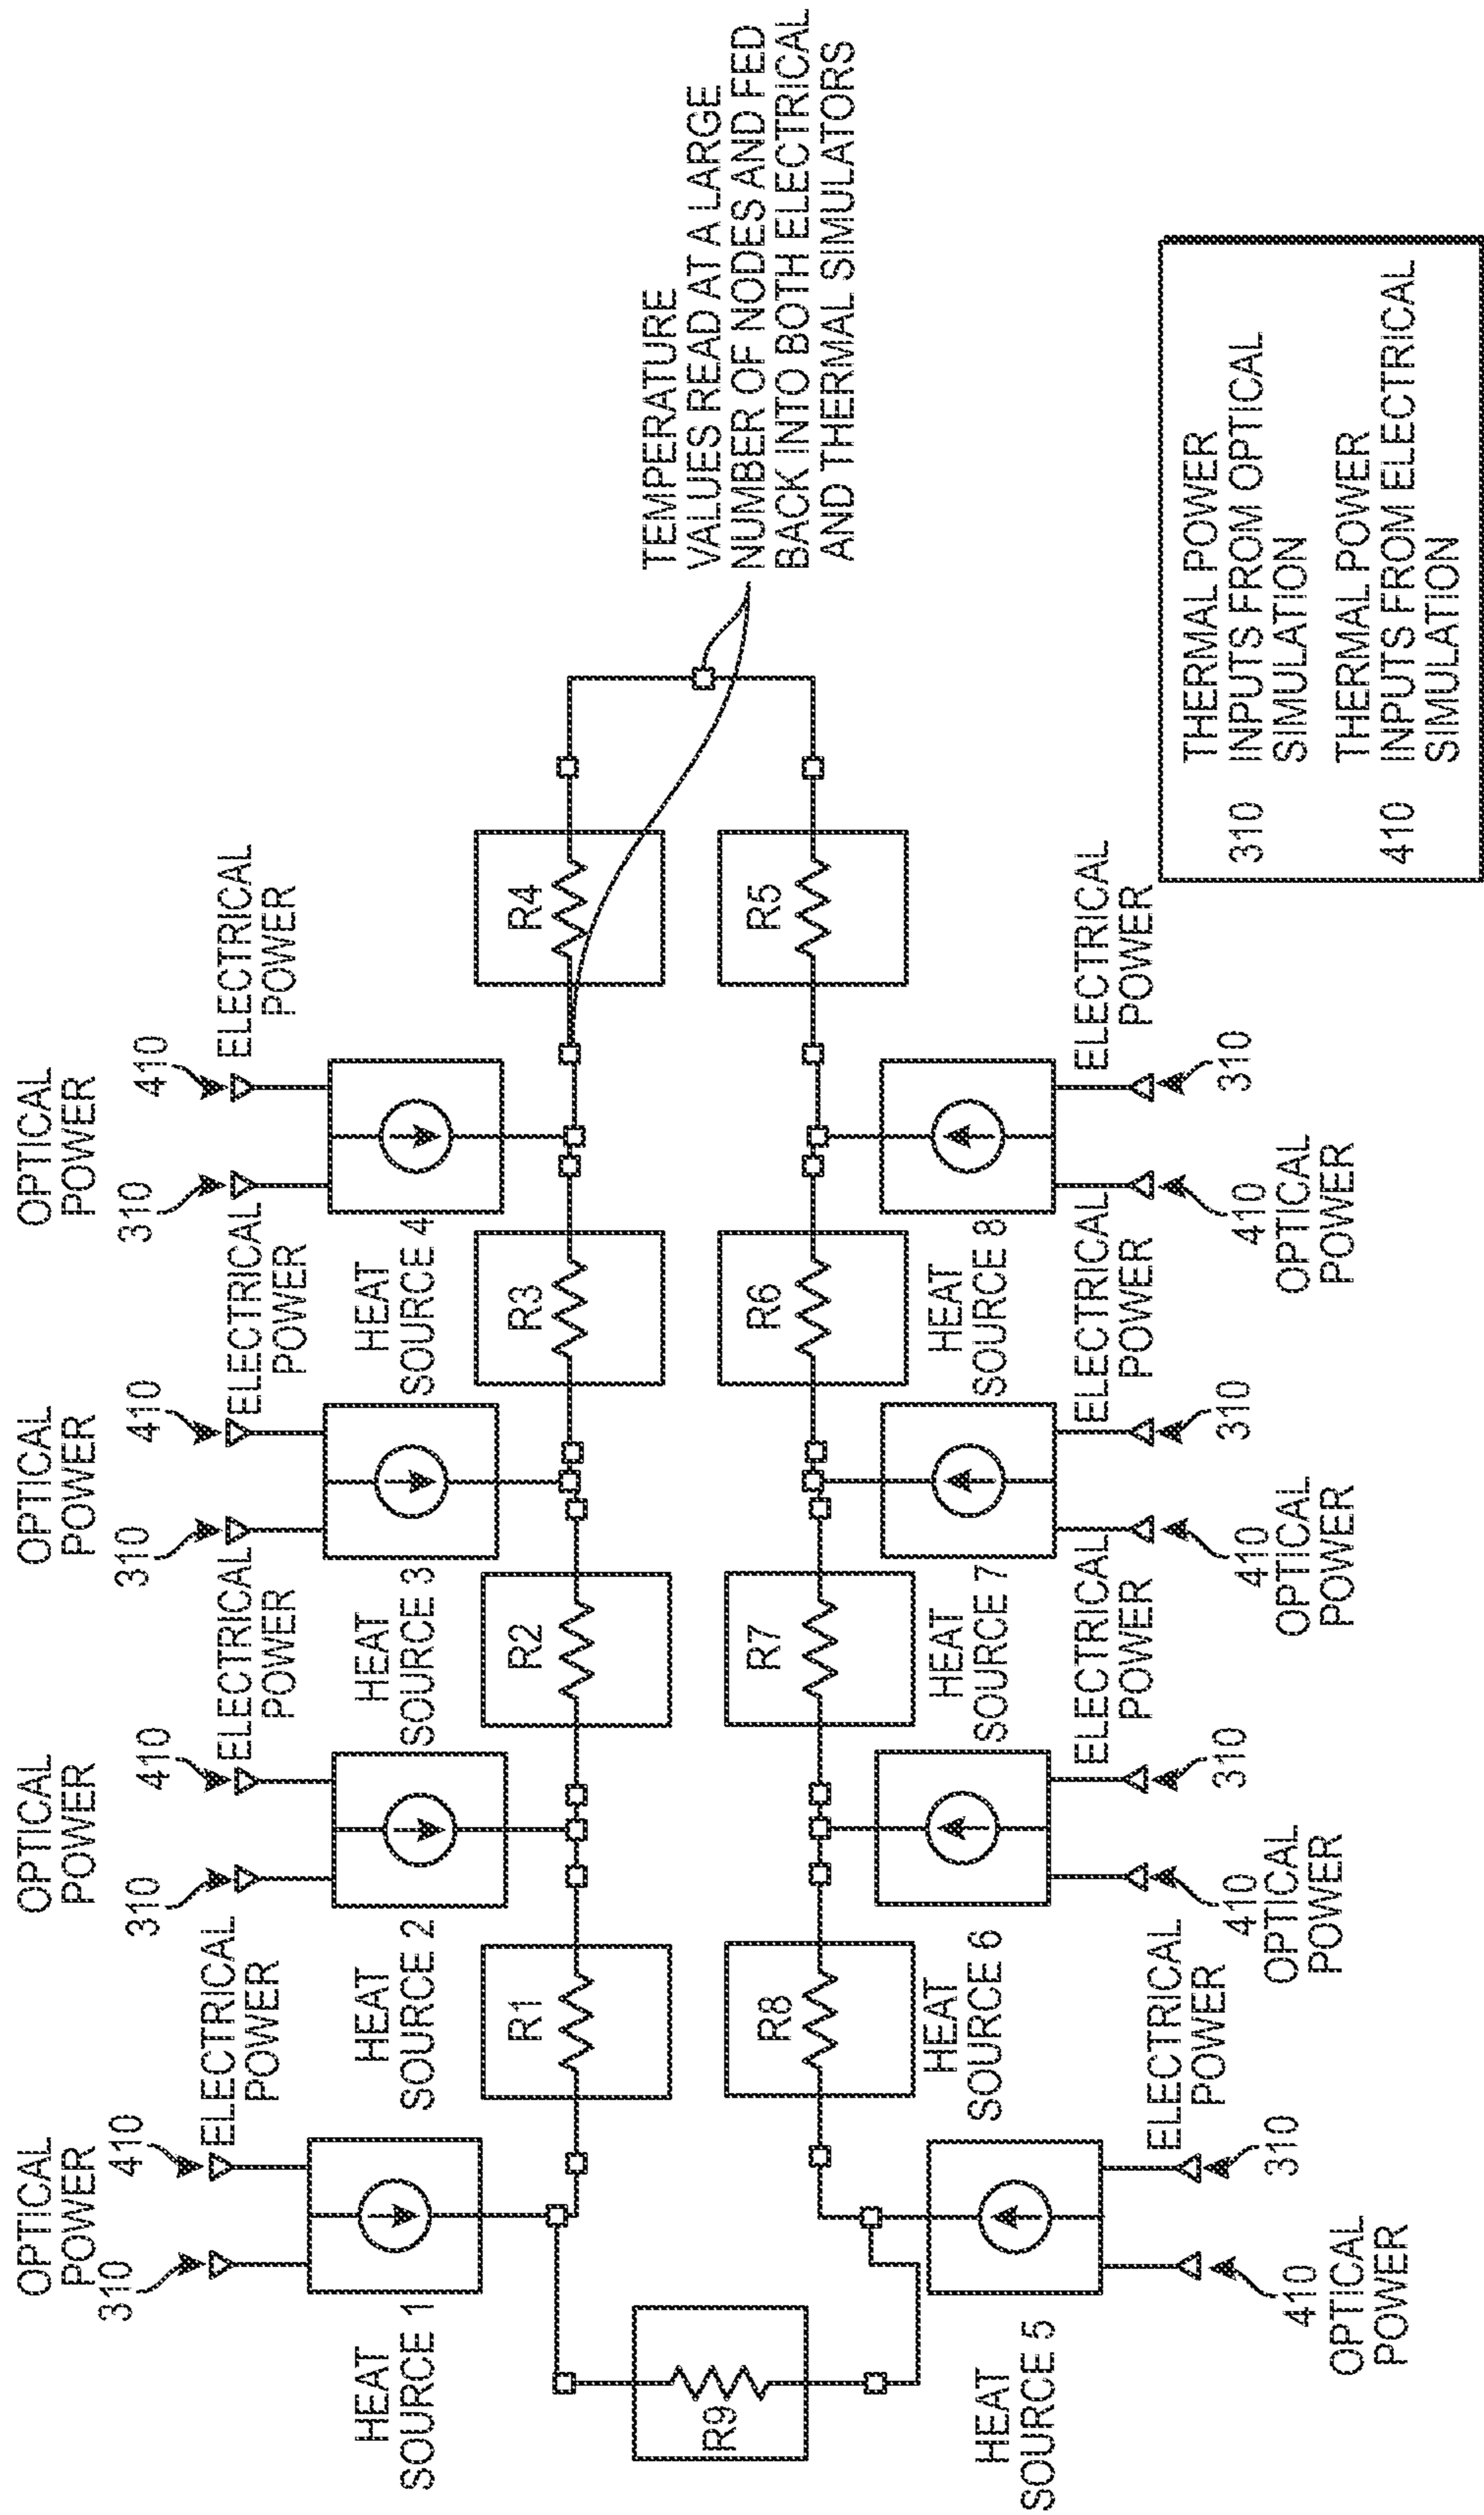 OPTICAL
POWER
OPTICAL
POWER
OPTICAL
POWER
OPTICAL
POWER
310
410
310
410
310
410
310
410
ELECTRICAL
POWER
ELECTRICAL
POWER
ELECTRICAL
POWER
ELECTRICAL
POWER
HEAT
SOURCE 1
HEAT
SOURCE 2
HEAT
SOURCE 3
HEAT
SOURCE 4
R1
R2
R3
R4
TEMPERATURE
VALUES READ AT A LARGE
NUMBER OF NODES AND FED
BACK INTO BOTH ELECTRICAL
AND THERMAL SIMULATORS
R9
R8
R7
R6
R5
HEAT
SOURCE 5
HEAT
SOURCE 6
HEAT
SOURCE 7
HEAT
SOURCE 8
ELECTRICAL
POWER
ELECTRICAL
POWER
ELECTRICAL
POWER
ELECTRICAL
POWER
410
310
410
310
410
310
410
310
OPTICAL
POWER
OPTICAL
POWER
OPTICAL
POWER
OPTICAL
POWER
THERMAL POWER
310 INPUTS FROM OPTICAL
SIMULATION
THERMAL POWER
410 INPUTS FROM ELECTRICAL
SIMULATION